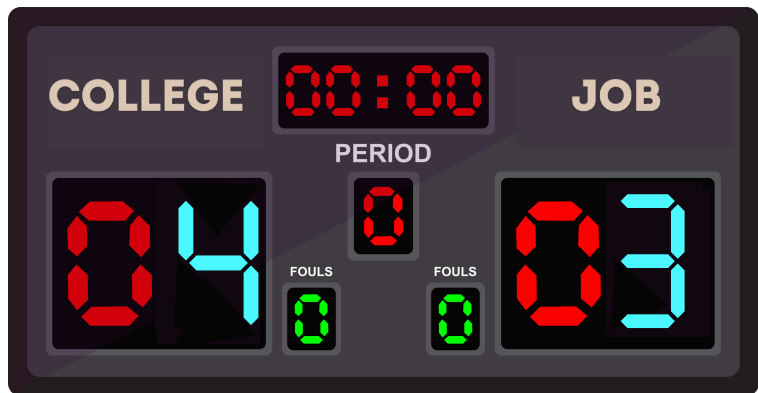 COLLEGE 00:00 JOB
PERIOD
04 0 03
FOULS FOULS
0 0